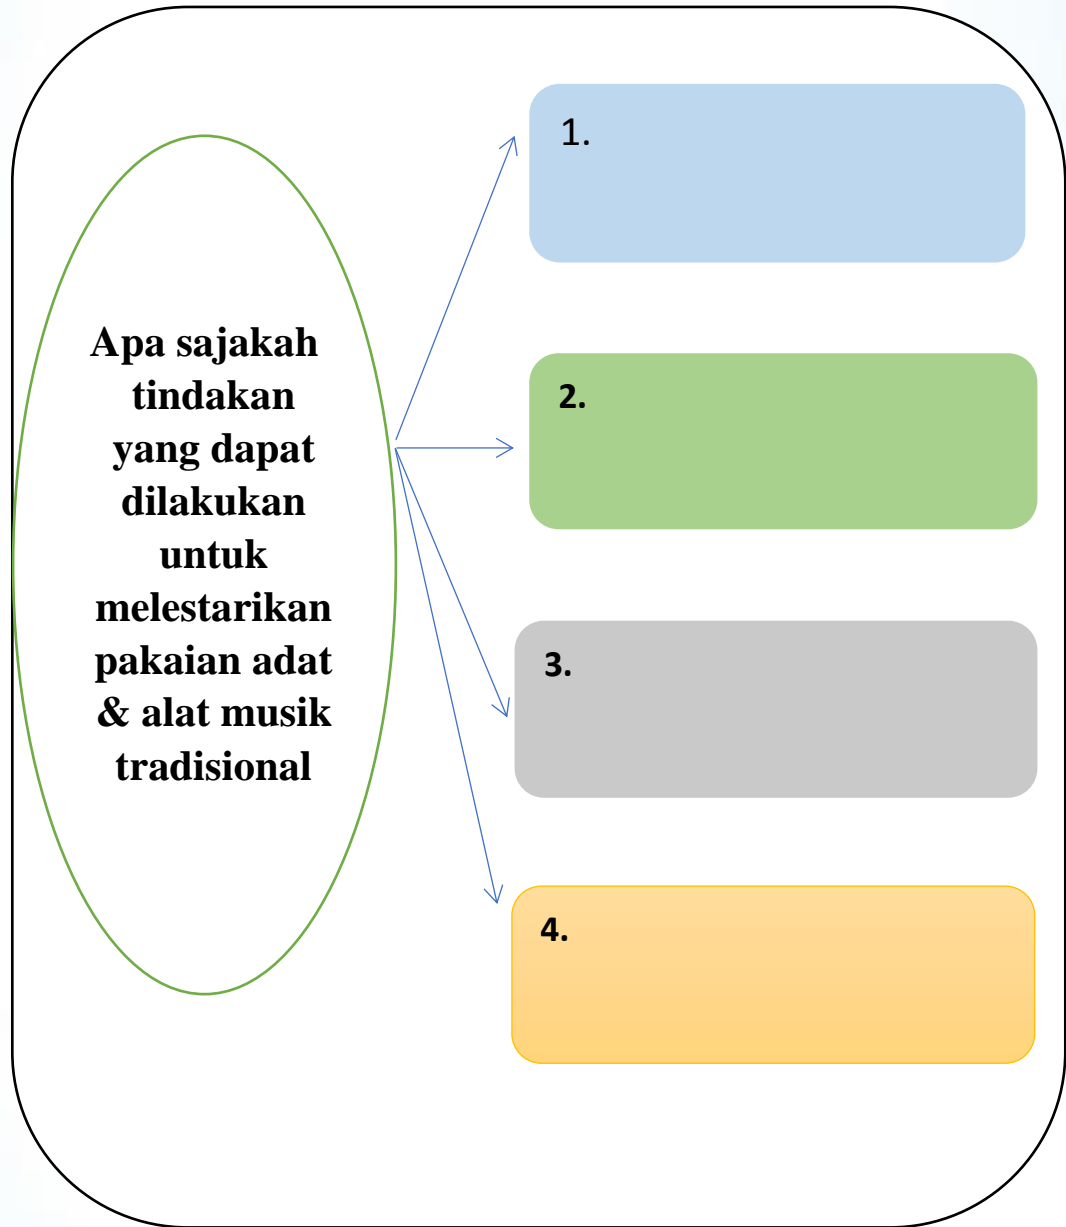 Apa sajakah
tindakan
yang dapat
dilakukan
untuk
melestarikan
pakaian adat
& alat musik
tradisional
1.
2.
3.
4.